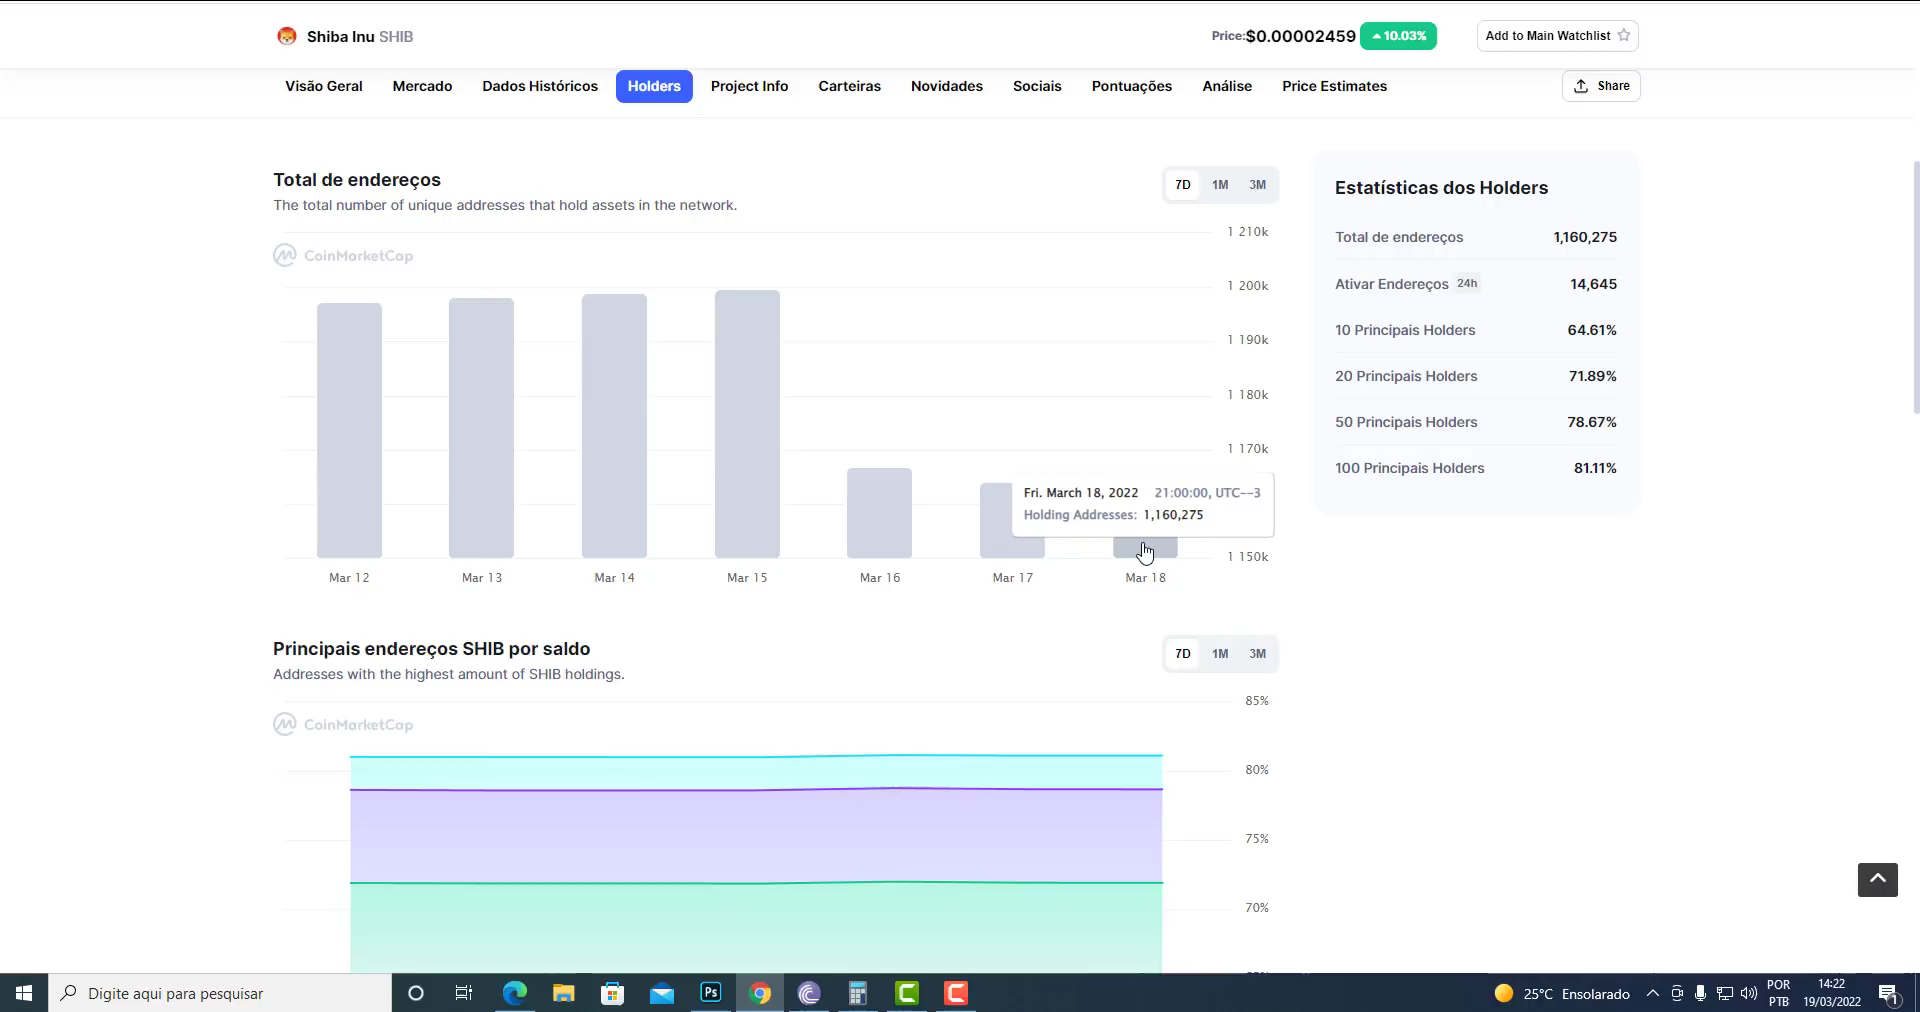 Shiba Inu SHIB
Price:$0.00002459 10.03%
Add to Main Watchlist
Visão Geral Mercado Dados Históricos Holders Project Info Carteiras Novidades Sociais Pontuações Análise Price Estimates
Share
Total de endereços
The total number of unique addresses that hold assets in the network.
7D 1M 3M
CoinMarketCap
1 210k
1 200k
1 190k
1 180k
1 170k
1 150k
Fri. March 18, 2022 21:00:00, UTC--3
Holding Addresses: 1,160,275
Mar 12 Mar 13 Mar 14 Mar 15 Mar 16 Mar 17 Mar 18
Estatísticas dos Holders
Total de endereços 1,160,275
Ativar Endereços 24h 14,645
10 Principais Holders 64.61%
20 Principais Holders 71.89%
50 Principais Holders 78.67%
100 Principais Holders 81.11%
Principais endereços SHIB por saldo
Addresses with the highest amount of SHIB holdings.
7D 1M 3M
CoinMarketCap
85%
80%
75%
70%
Digite aqui para pesquisar
Ps
25°C Ensolarado
POR
PTB
14:22
19/03/2022
1